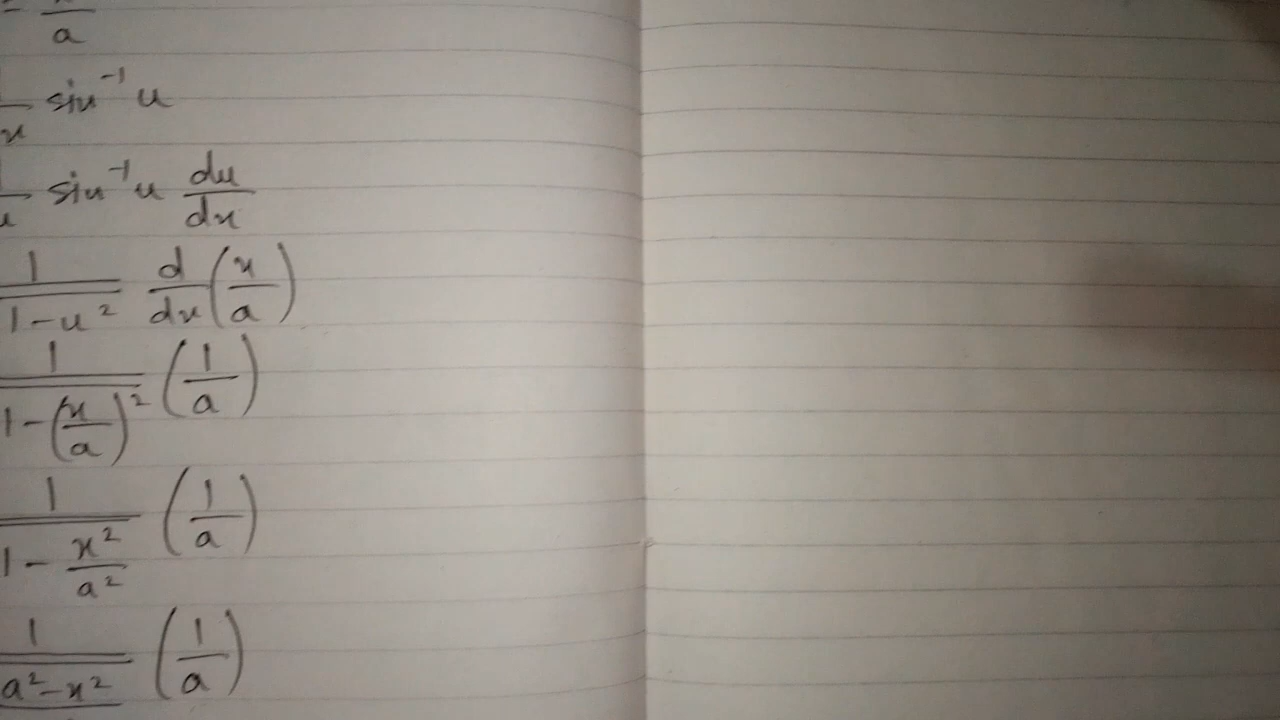 = x/a
sin⁻¹ u
sin⁻¹ u du/dx
1/√(1-u²) d/dx (x/a)
1/√(1-(x/a)²) (1/a)
1/√(1-x²/a²) (1/a)
1/√(a²-x²) (1/a)